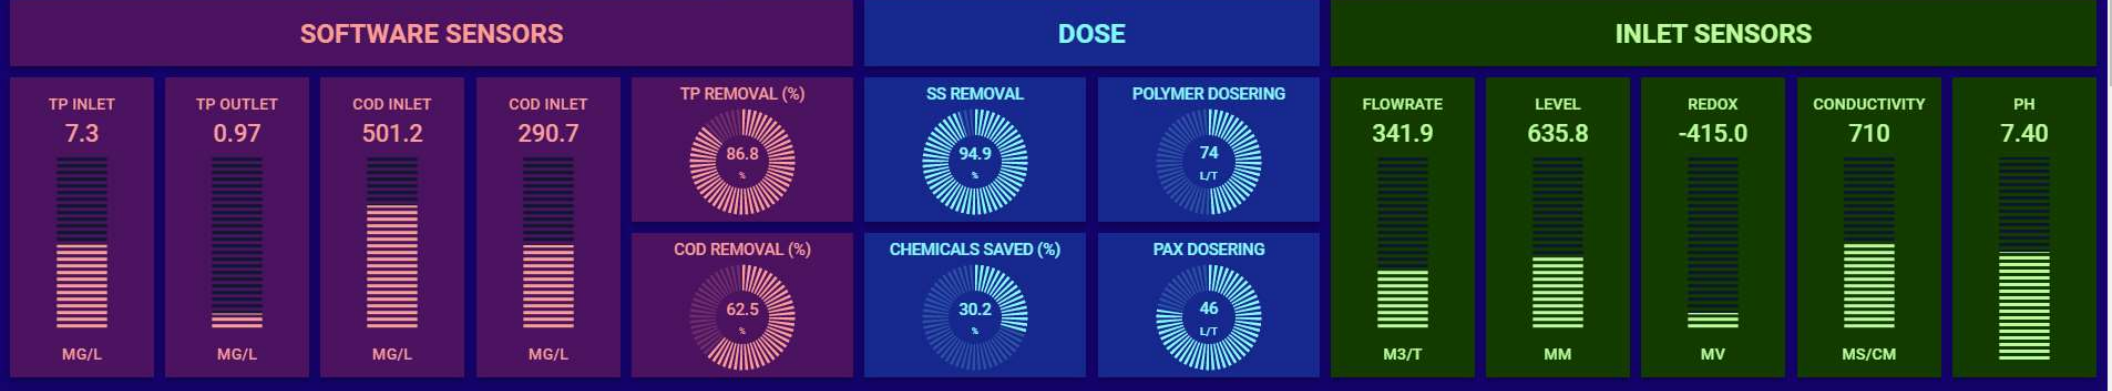 SOFTWARE SENSORS
TP INLET
7.3
MG/L
TP OUTLET
0.97
MG/L
COD INLET
501.2
MG/L
COD INLET
290.7
MG/L
TP REMOVAL (%)
86.8
%
COD REMOVAL (%)
62.5
%
DOSE
SS REMOVAL
94.9
%
POLYMER DOSERING
74
L/T
CHEMICALS SAVED (%)
30.2
%
PAX DOSERING
46
L/T
INLET SENSORS
FLOWRATE
341.9
M3/T
LEVEL
635.8
MM
REDOX
-415.0
MV
CONDUCTIVITY
710
MS/CM
PH
7.40